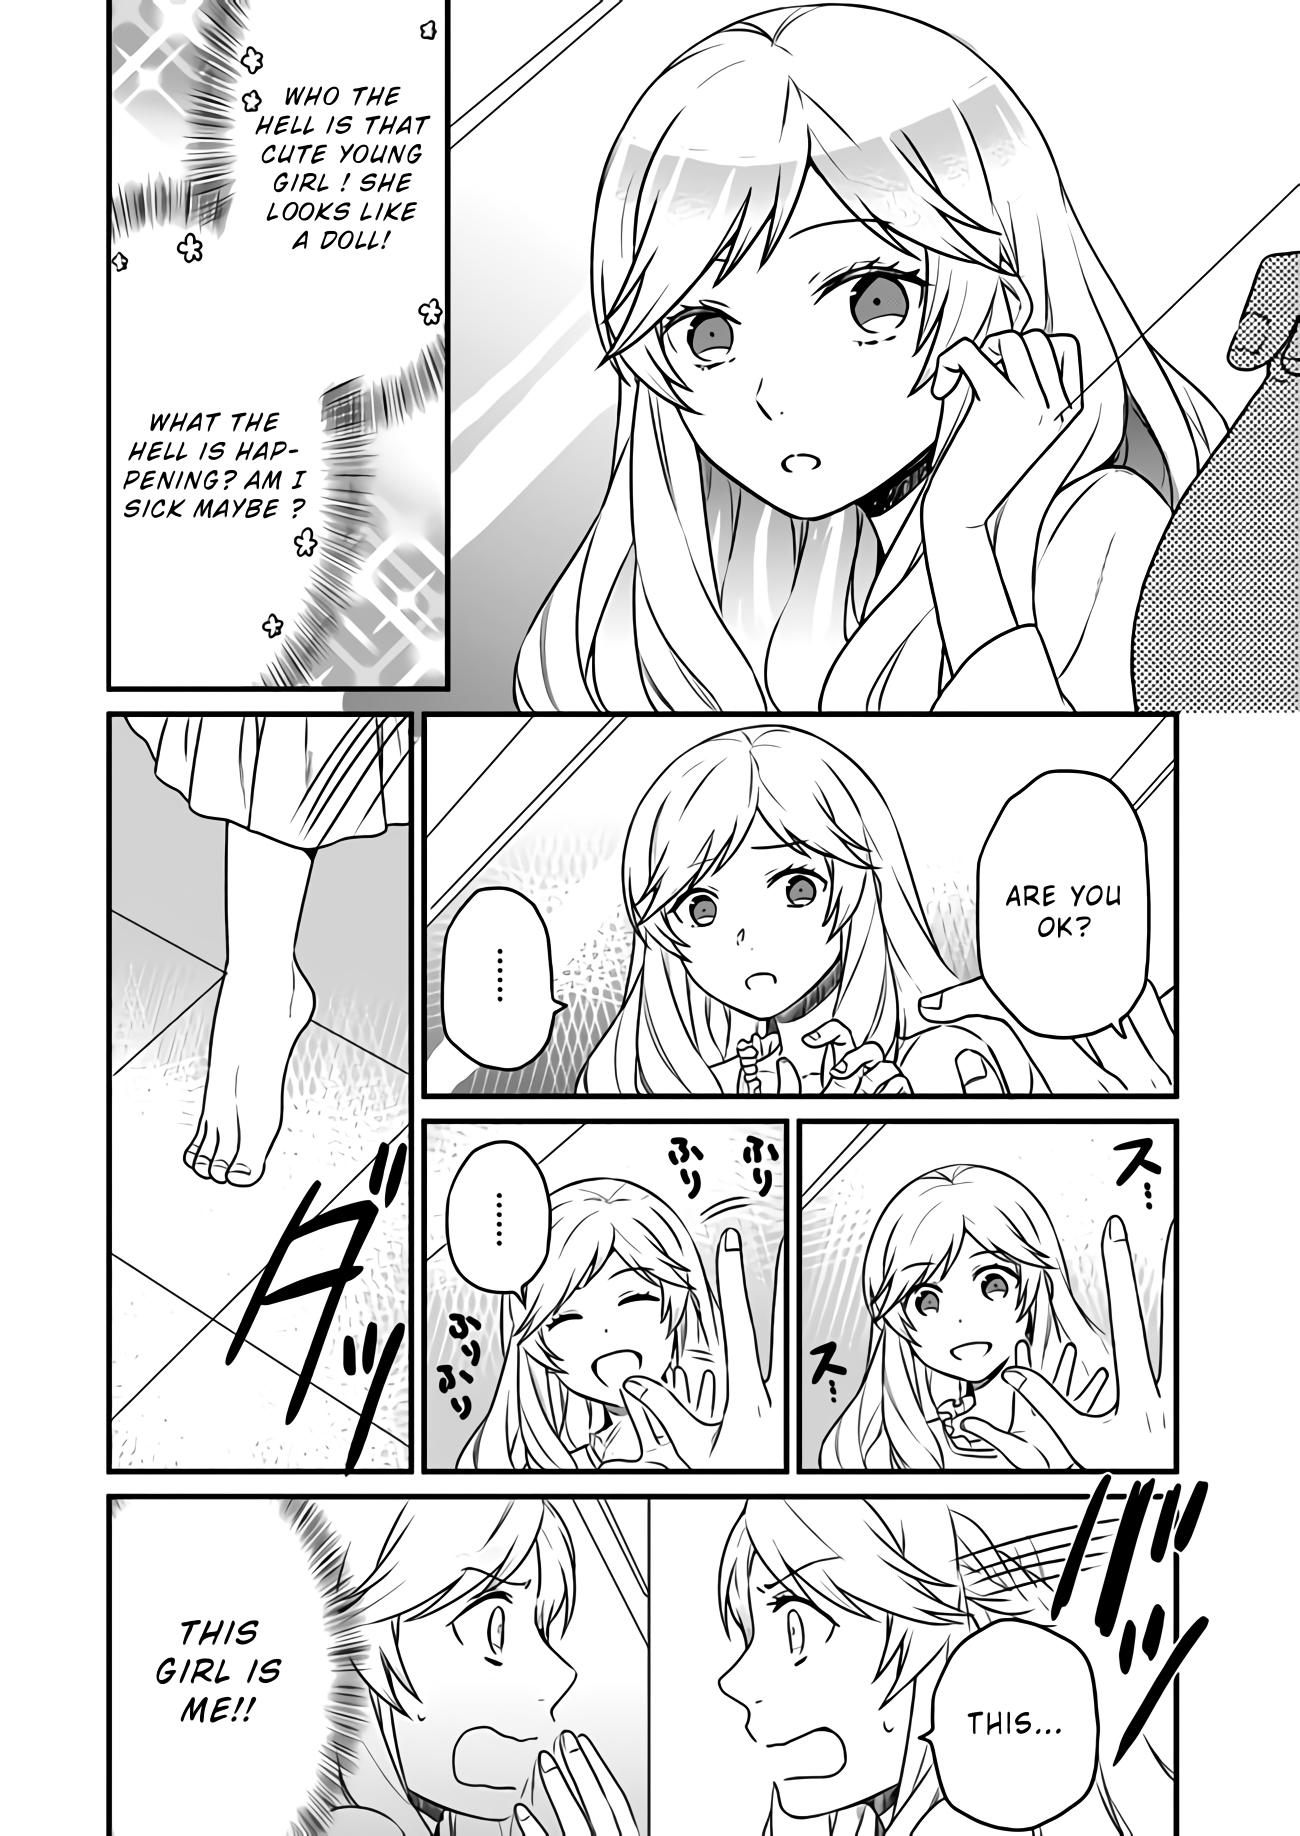 WHO THE
HELL IS THAT
CUTE YOUNG
GIRL ! SHE
LOOKS LIKE
A DOLL!
WHAT THE
HELL IS HAP-
PENING? AM I
SICK MAYBE ?
ARE YOU
OK?
........
ス…
ス…
ふり
ふり
........
ふり
ふり
ダッ
バッ
THIS...
THIS
GIRL IS
ME!!